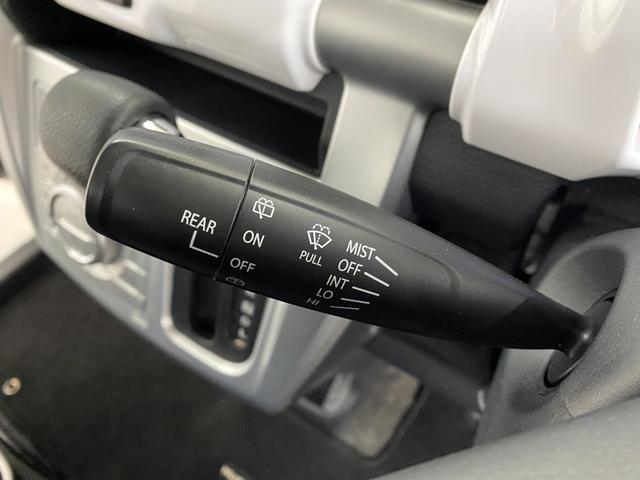 REAR
ON
OFF
PULL
MIST
OFF
INT
LO
HI